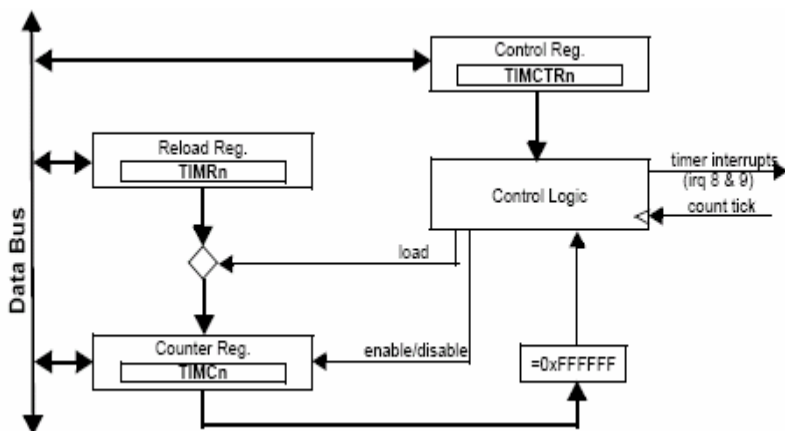 Control Reg.
TIMCTRn
Reload Reg.
TIMRn
timer interrupts
(irq 8 & 9)
Control Logic
count tick
Data Bus
load
Counter Reg.
TIMCn
enable/disable
=0xFFFFFF